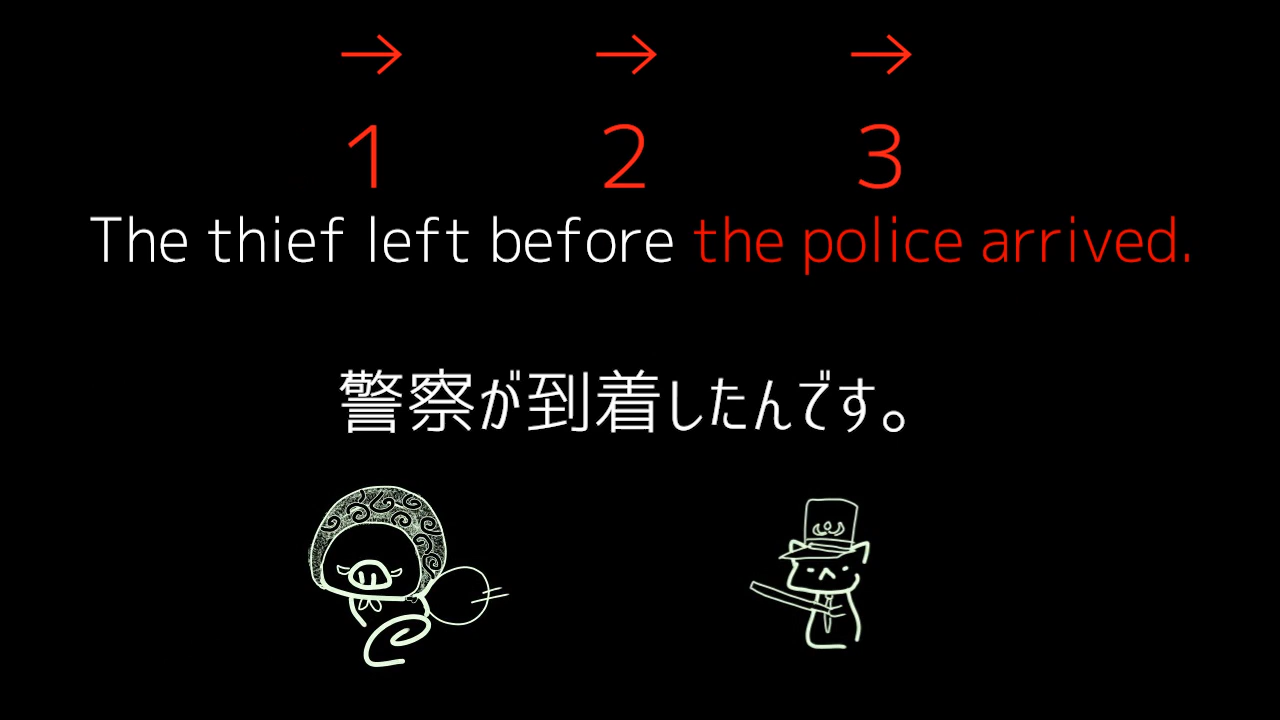 → → →
1 2 3
The thief left before the police arrived.
警察が到着したんです。